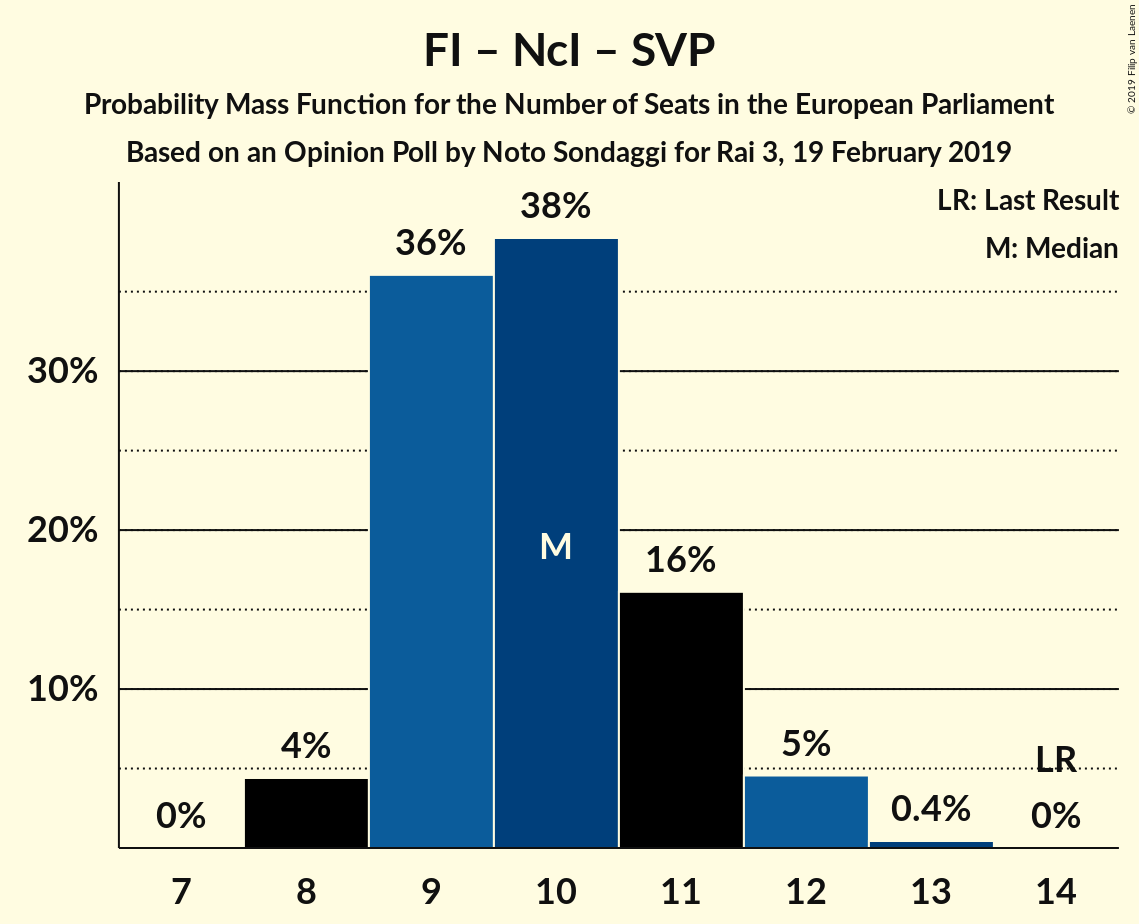 FI – NcI – SVP
Probability Mass Function for the Number of Seats in the European Parliament
Based on an Opinion Poll by Noto Sondaggi for Rai 3, 19 February 2019
© 2019 Filip van Laenen
LR: Last Result
M: Median
38%
36%
30%
20%
M
16%
10%
4%
5%
LR
0%
0.4%
0%
7 8 9 10 11 12 13 14